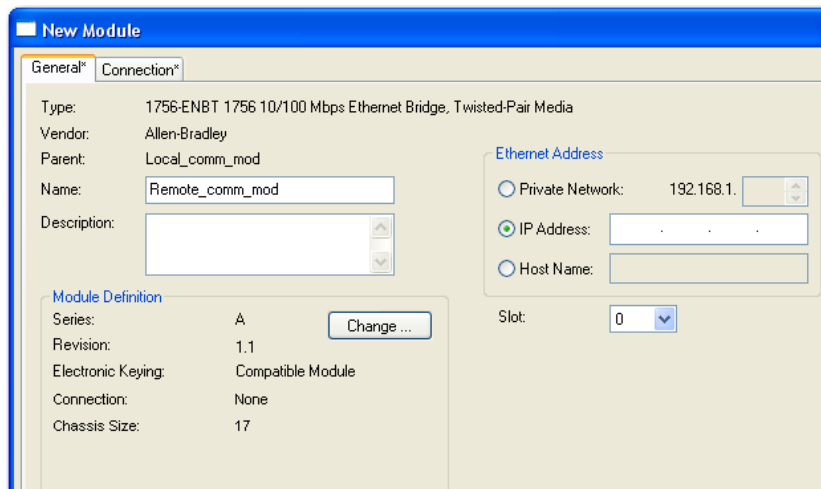 New Module
General* Connection*
Type: 1756-ENBT 1756 10/100 Mbps Ethernet Bridge, Twisted-Pair Media
Vendor: Allen-Bradley
Parent: Local_comm_mod
Name: Remote_comm_mod
Description:
Ethernet Address
Private Network: 192.168.1.
IP Address: . . .
Host Name:
Slot: 0
Module Definition
Series: A
Change ...
Revision: 1.1
Electronic Keying: Compatible Module
Connection: None
Chassis Size: 17